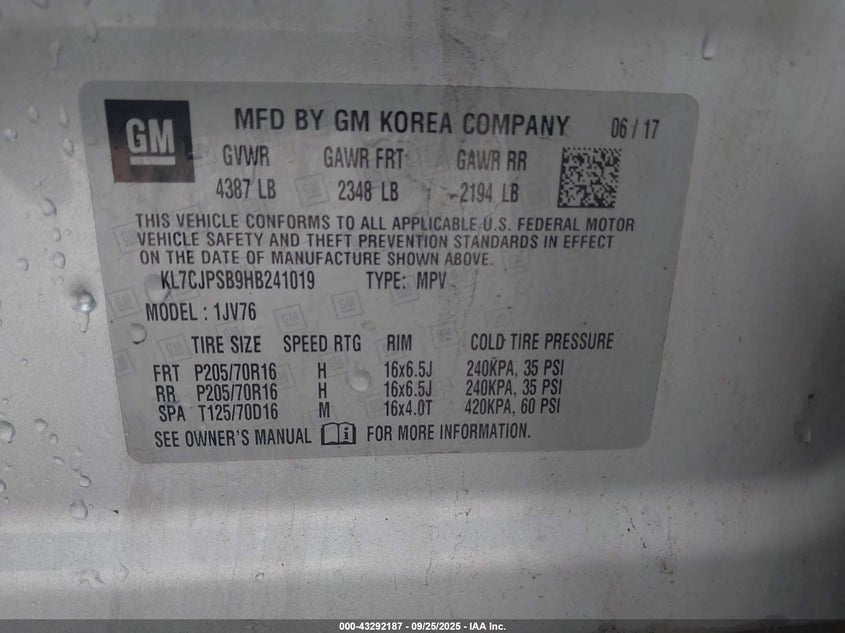 GM MFD BY GM KOREA COMPANY 06 / 17
GVWR GAWR FRT GAWR RR
4387 LB 2348 LB 2194 LB
THIS VEHICLE CONFORMS TO ALL APPLICABLE U.S. FEDERAL MOTOR
VEHICLE SAFETY AND THEFT PREVENTION STANDARDS IN EFFECT
ON THE DATE OF MANUFACTURE SHOWN ABOVE.
KL7CJPSB9HB241019 TYPE: MPV
MODEL : 1JV76
TIRE SIZE SPEED RTG RIM COLD TIRE PRESSURE
FRT P205/70R16 H 16x6.5J 240KPA, 35 PSI
RR P205/70R16 H 16x6.5J 240KPA, 35 PSI
SPA T125/70D16 M 16x4.0T 420KPA, 60 PSI
SEE OWNER'S MANUAL FOR MORE INFORMATION.
000-43292187 - 09/25/2025 - IAA Inc.